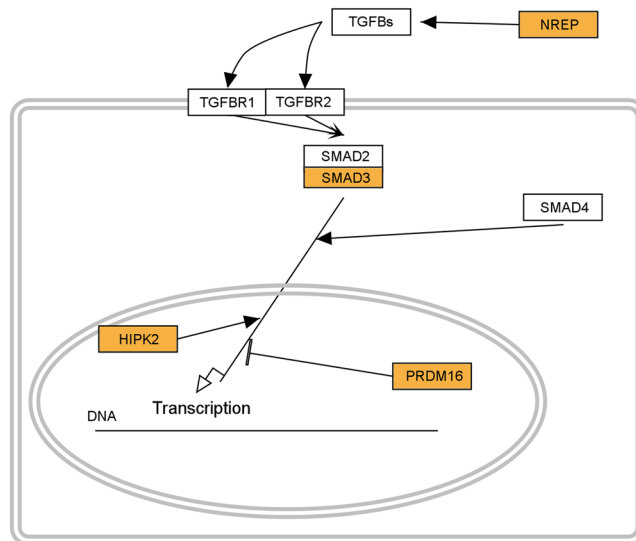 TGFBs
NREP
TGFBR1
TGFBR2
SMAD2
SMAD3
SMAD4
HIPK2
PRDM16
Transcription
DNA